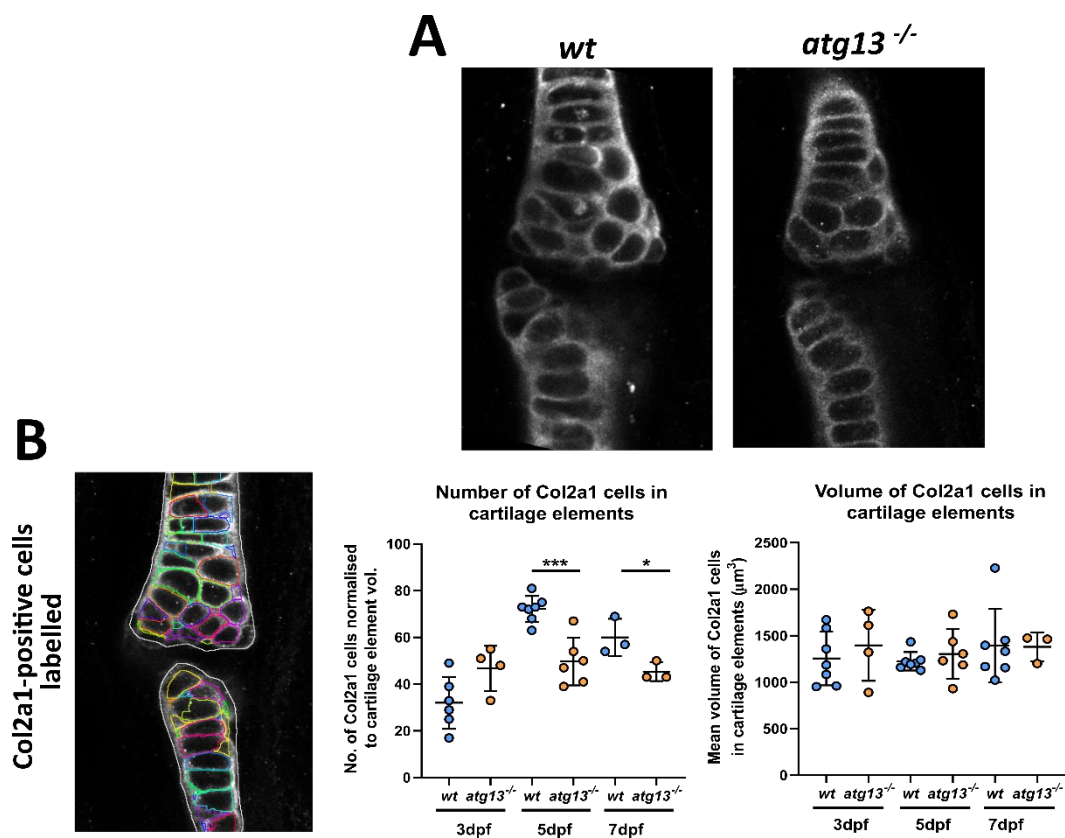 A
wt
atg13 -/-
B
Col2a1-positive cells
labelled
Number of Col2a1 cells in
cartilage elements
No. of Col2a1 cells normalised
to cartilage element vol.
100
80
60
40
20
0
***
*
wt atg13-/- wt atg13-/- wt atg13-/-
3dpf 5dpf 7dpf
Volume of Col2a1 cells in
cartilage elements
Mean volume of Col2a1 cells
in cartilage elements (μm³)
2500
2000
1500
1000
500
0
wt atg13-/- wt atg13-/- wt atg13-/-
3dpf 5dpf 7dpf